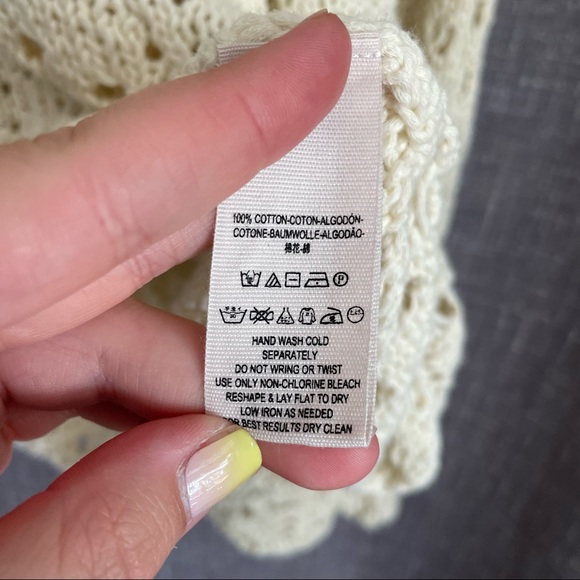 100% COTTON-COTON-ALGODÓN-
COTONE-BAUMWOLLE-ALGODÃO-
棉花-綿
HAND WASH COLD
SEPARATELY
DO NOT WRING OR TWIST
USE ONLY NON-CHLORINE BLEACH
RESHAPE & LAY FLAT TO DRY
LOW IRON AS NEEDED
FOR BEST RESULTS DRY CLEAN